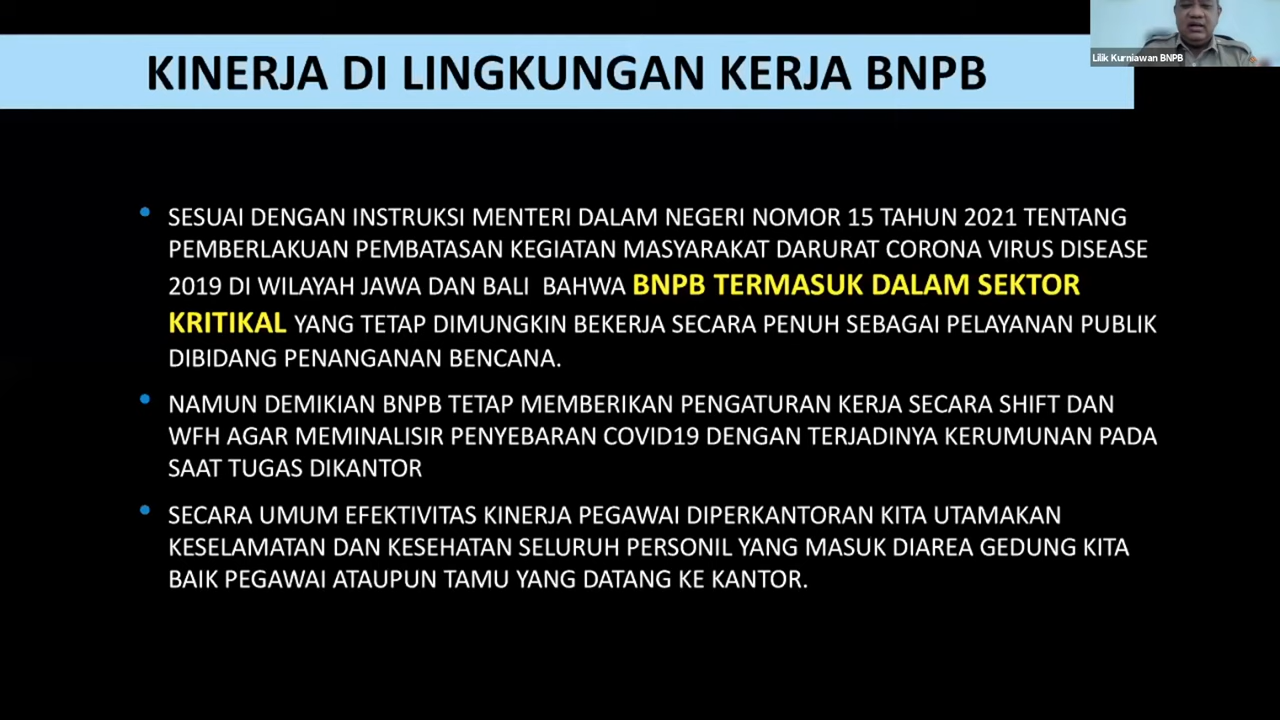 Lilik Kurniawan BNPB
KINERJA DI LINGKUNGAN KERJA BNPB
• SESUAI DENGAN INSTRUKSI MENTERI DALAM NEGERI NOMOR 15 TAHUN 2021 TENTANG
PEMBERLAKUAN PEMBATASAN KEGIATAN MASYARAKAT DARURAT CORONA VIRUS DISEASE
2019 DI WILAYAH JAWA DAN BALI BAHWA BNPB TERMASUK DALAM SEKTOR
KRITIKAL YANG TETAP DIMUNGKIN BEKERJA SECARA PENUH SEBAGAI PELAYANAN PUBLIK
DIBIDANG PENANGANAN BENCANA.
• NAMUN DEMIKIAN BNPB TETAP MEMBERIKAN PENGATURAN KERJA SECARA SHIFT DAN
WFH AGAR MEMINALISIR PENYEBARAN COVID19 DENGAN TERJADINYA KERUMUNAN PADA
SAAT TUGAS DIKANTOR
• SECARA UMUM EFEKTIVITAS KINERJA PEGAWAI DIPERKANTORAN KITA UTAMAKAN
KESELAMATAN DAN KESEHATAN SELURUH PERSONIL YANG MASUK DIAREA GEDUNG KITA
BAIK PEGAWAI ATAUPUN TAMU YANG DATANG KE KANTOR.